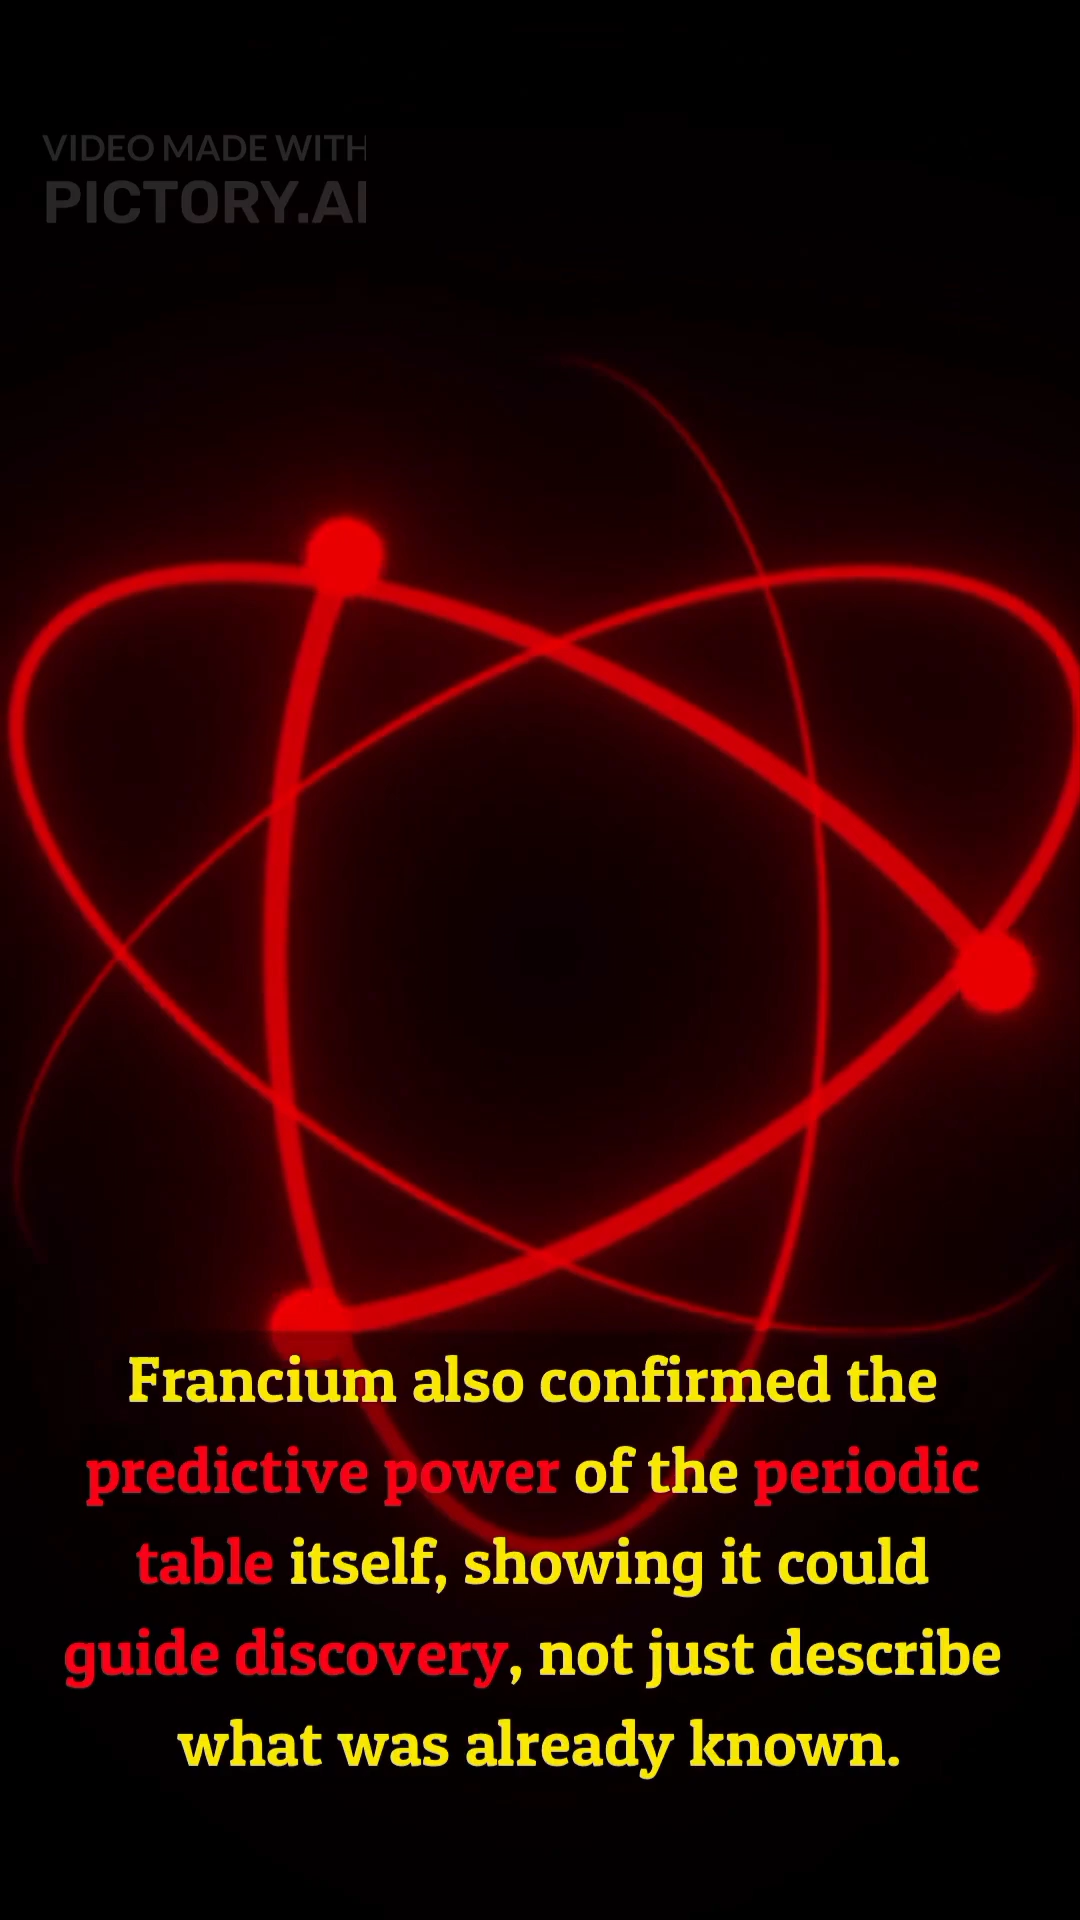 VIDEO MADE WITH
PICTORY.AI
Francium also confirmed the
predictive power of the periodic
table itself, showing it could
guide discovery, not just describe
what was already known.